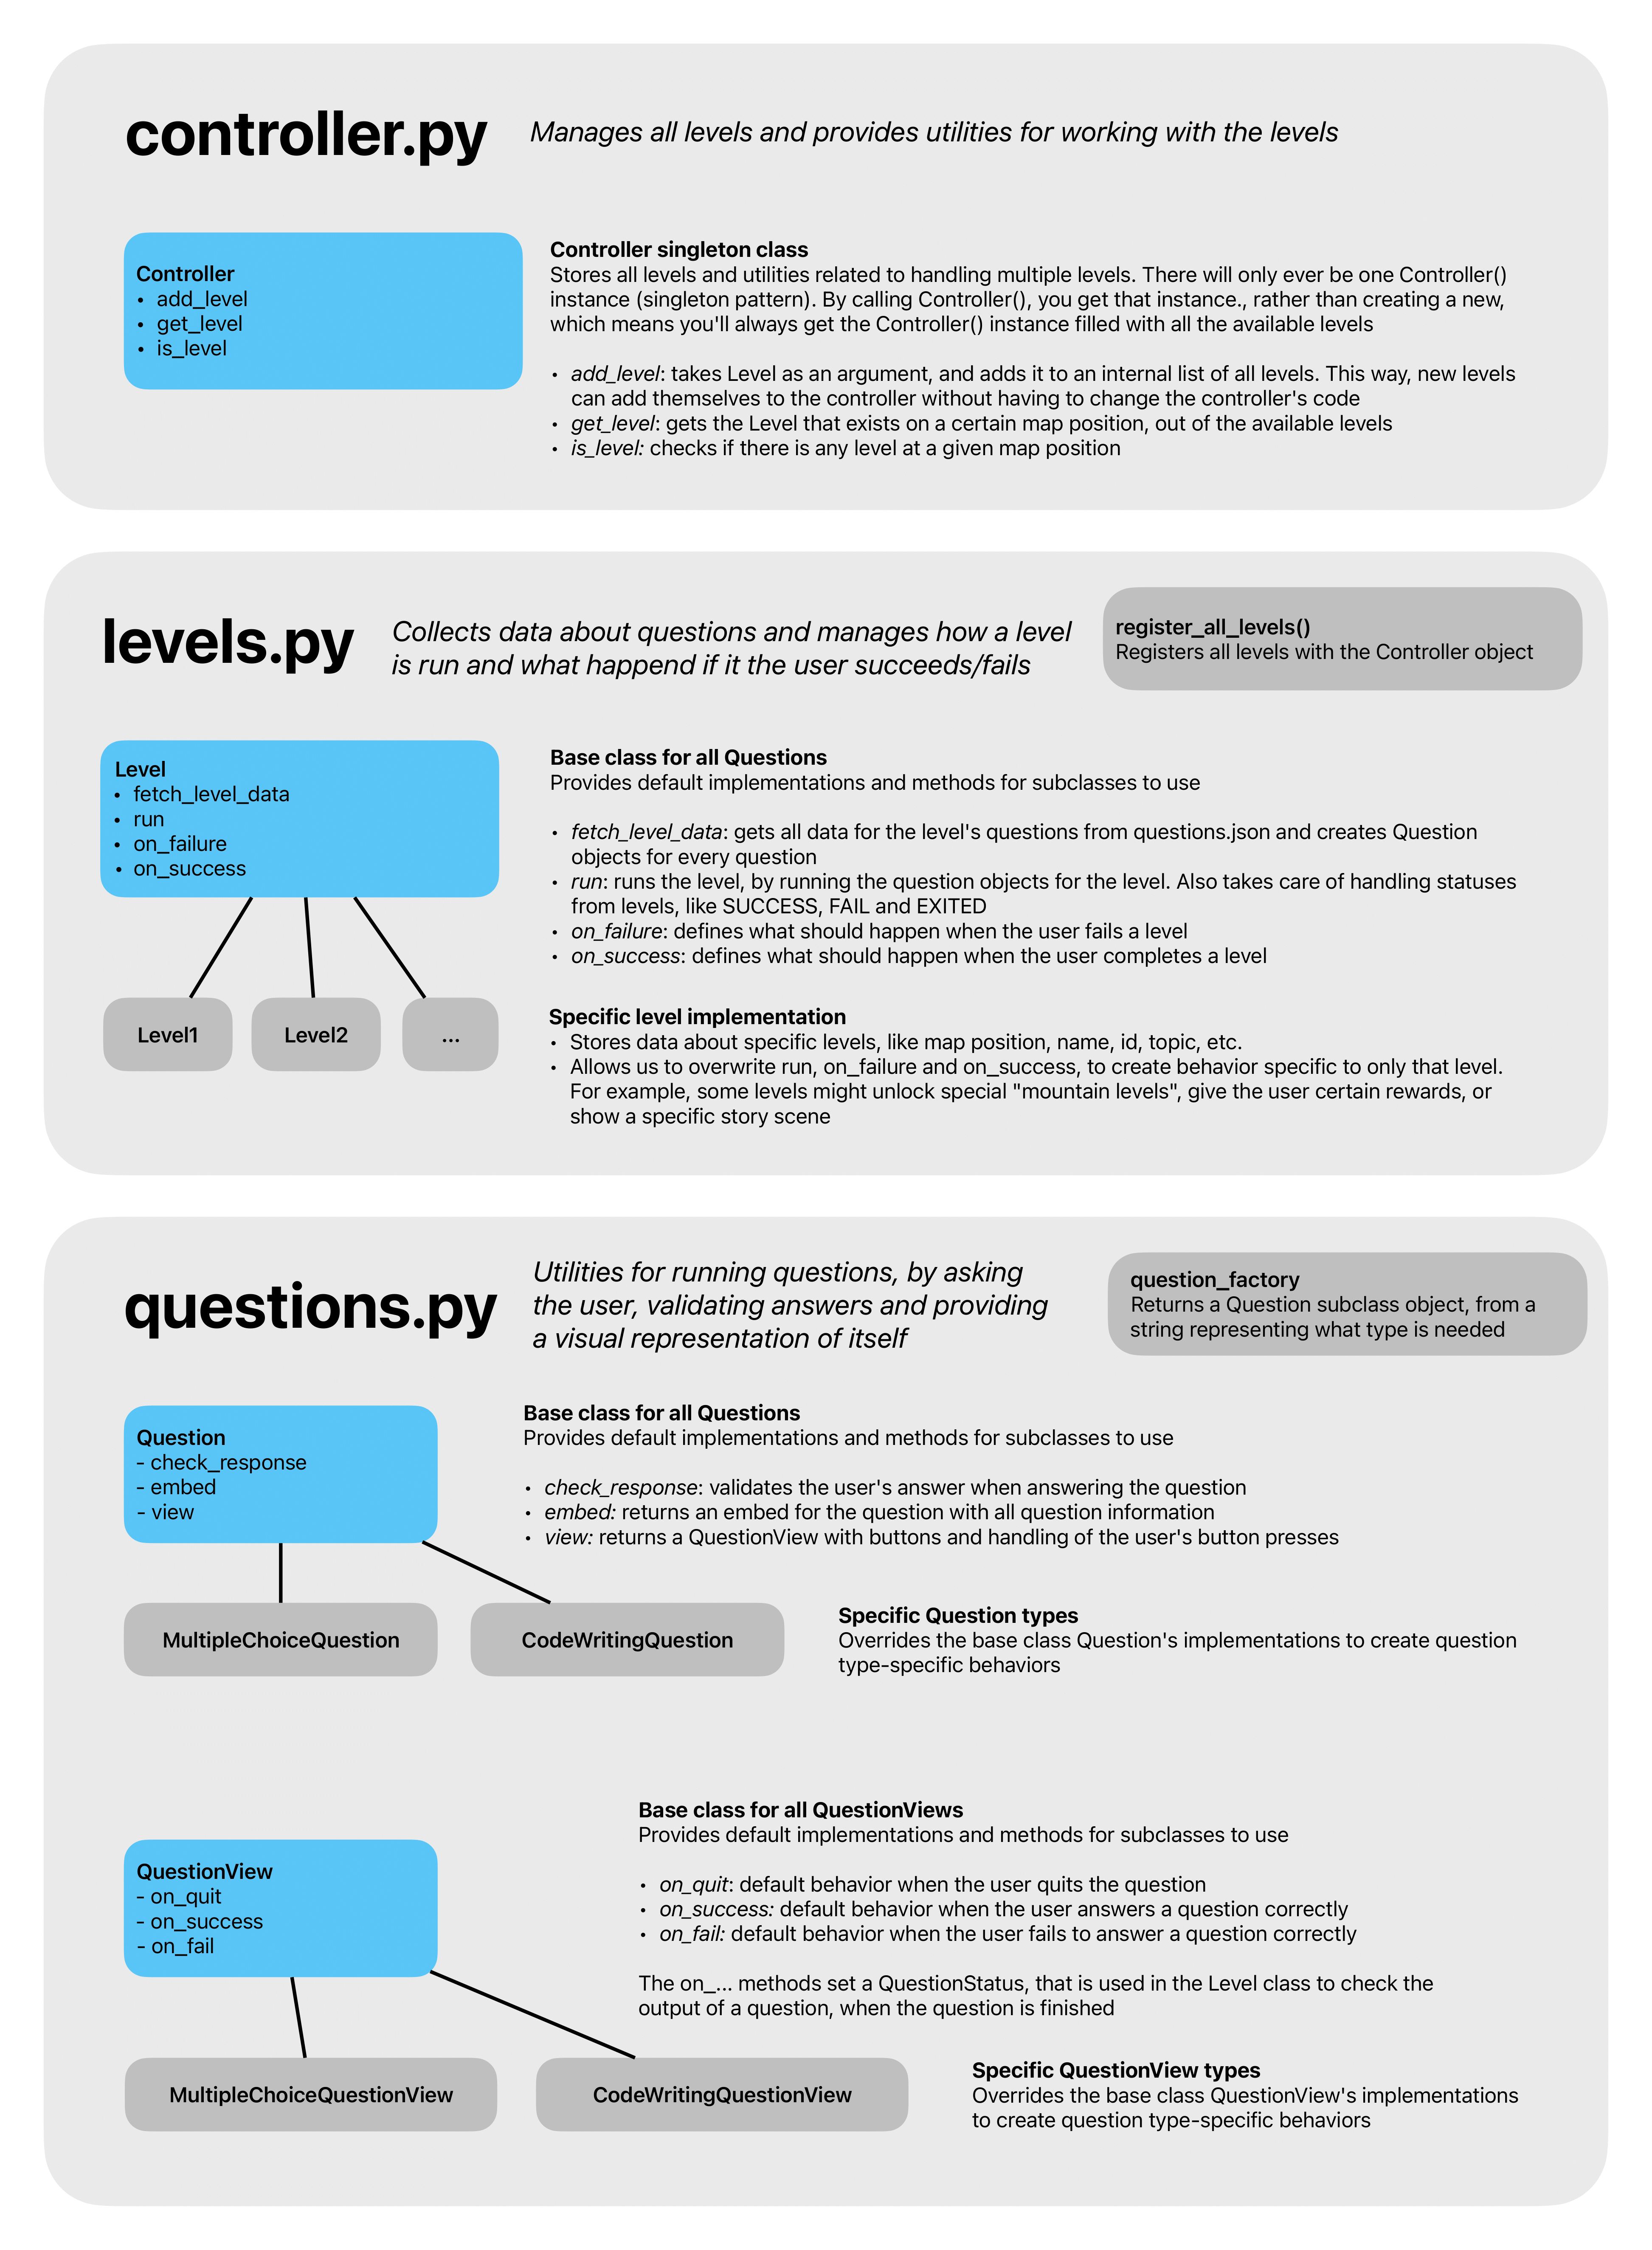 controller.py
Manages all levels and provides utilities for working with the levels
Controller
• add_level
• get_level
• is_level
Controller singleton class
Stores all levels and utilities related to handling multiple levels. There will only ever be one Controller()
instance (singleton pattern). By calling Controller(), you get that instance., rather than creating a new,
which means you'll always get the Controller() instance filled with all the available levels
• add_level: takes Level as an argument, and adds it to an internal list of all levels. This way, new levels
can add themselves to the controller without having to change the controller's code
• get_level: gets the Level that exists on a certain map position, out of the available levels
• is_level: checks if there is any level at a given map position
levels.py
Collects data about questions and manages how a level
is run and what happend if it the user succeeds/fails
register_all_levels()
Registers all levels with the Controller object
Level
• fetch_level_data
• run
• on_failure
• on_success
Level1
Level2
...
Base class for all Questions
Provides default implementations and methods for subclasses to use
• fetch_level_data: gets all data for the level's questions from questions.json and creates Question
objects for every question
• run: runs the level, by running the question objects for the level. Also takes care of handling statuses
from levels, like SUCCESS, FAIL and EXITED
• on_failure: defines what should happen when the user fails a level
• on_success: defines what should happen when the user completes a level
Specific level implementation
• Stores data about specific levels, like map position, name, id, topic, etc.
• Allows us to overwrite run, on_failure and on_success, to create behavior specific to only that level.
For example, some levels might unlock special "mountain levels", give the user certain rewards, or
show a specific story scene
questions.py
Utilities for running questions, by asking
the user, validating answers and providing
a visual representation of itself
question_factory
Returns a Question subclass object, from a
string representing what type is needed
Question
- check_response
- embed
- view
Base class for all Questions
Provides default implementations and methods for subclasses to use
• check_response: validates the user's answer when answering the question
• embed: returns an embed for the question with all question information
• view: returns a QuestionView with buttons and handling of the user's button presses
MultipleChoiceQuestion
CodeWritingQuestion
Specific Question types
Overrides the base class Question's implementations to create question
type-specific behaviors
QuestionView
- on_quit
- on_success
- on_fail
Base class for all QuestionViews
Provides default implementations and methods for subclasses to use
• on_quit: default behavior when the user quits the question
• on_success: default behavior when the user answers a question correctly
• on_fail: default behavior when the user fails to answer a question correctly
The on_... methods set a QuestionStatus, that is used in the Level class to check the
output of a question, when the question is finished
MultipleChoiceQuestionView
CodeWritingQuestionView
Specific QuestionView types
Overrides the base class QuestionView's implementations
to create question type-specific behaviors